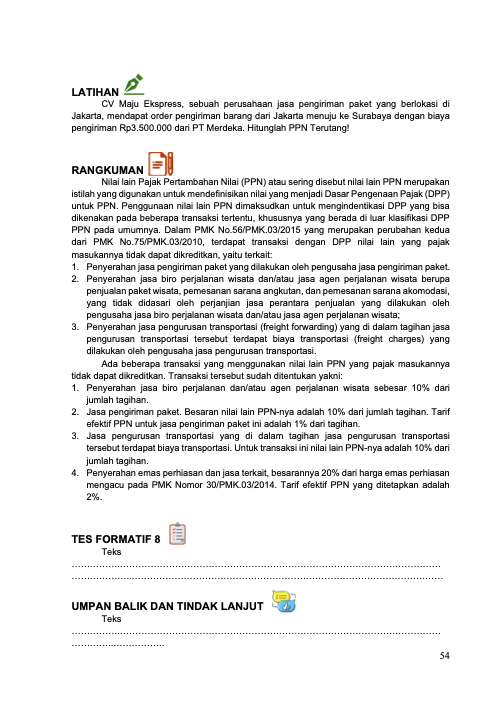 LATIHAN
CV Maju Ekspress, sebuah perusahaan jasa pengiriman paket yang berlokasi di
Jakarta, mendapat order pengiriman barang dari Jakarta menuju ke Surabaya dengan biaya
pengiriman Rp3.500.000 dari PT Merdeka. Hitunglah PPN Terutang!
RANGKUMAN
Nilai lain Pajak Pertambahan Nilai (PPN) atau sering disebut nilai lain PPN merupakan
istilah yang digunakan untuk mendefinisikan nilai yang menjadi Dasar Pengenaan Pajak (DPP)
untuk PPN. Penggunaan nilai lain PPN dimaksudkan untuk mengindentikasi DPP yang bisa
dikenakan pada beberapa transaksi tertentu, khususnya yang berada di luar klasifikasi DPP
PPN pada umumnya. Dalam PMK No.56/PMK.03/2015 yang merupakan perubahan kedua
dari PMK No.75/PMK.03/2010, terdapat transaksi dengan DPP nilai lain yang pajak
masukannya tidak dapat dikreditkan, yaitu terkait:
1. Penyerahan jasa pengiriman paket yang dilakukan oleh pengusaha jasa pengiriman paket.
2. Penyerahan jasa biro perjalanan wisata dan/atau jasa agen perjalanan wisata berupa
penjualan paket wisata, pemesanan sarana angkutan, dan pemesanan sarana akomodasi,
yang tidak didasari oleh perjanjian jasa perantara penjualan yang dilakukan oleh
pengusaha jasa biro perjalanan wisata dan/atau jasa agen perjalanan wisata;
3. Penyerahan jasa pengurusan transportasi (freight forwarding) yang di dalam tagihan jasa
pengurusan transportasi tersebut terdapat biaya transportasi (freight charges) yang
dilakukan oleh pengusaha jasa pengurusan transportasi.
Ada beberapa transaksi yang menggunakan nilai lain PPN yang pajak masukannya
tidak dapat dikreditkan. Transaksi tersebut sudah ditentukan yakni:
1. Penyerahan jasa biro perjalanan dan/atau agen perjalanan wisata sebesar 10% dari
jumlah tagihan.
2. Jasa pengiriman paket. Besaran nilai lain PPN-nya adalah 10% dari jumlah tagihan. Tarif
efektif PPN untuk jasa pengiriman paket ini adalah 1% dari tagihan.
3. Jasa pengurusan transportasi yang di dalam tagihan jasa pengurusan transportasi
tersebut terdapat biaya transportasi. Untuk transaksi ini nilai lain PPN-nya adalah 10% dari
jumlah tagihan.
4. Penyerahan emas perhiasan dan jasa terkait, besarannya 20% dari harga emas perhiasan
mengacu pada PMK Nomor 30/PMK.03/2014. Tarif efektif PPN yang ditetapkan adalah
2%.
TES FORMATIF 8
Teks
……………………………………………………………………………………………………………
……………………………………………………………………………………………………………
UMPAN BALIK DAN TINDAK LANJUT
Teks
……………………………………………………………………………………………………………
…………………………
54